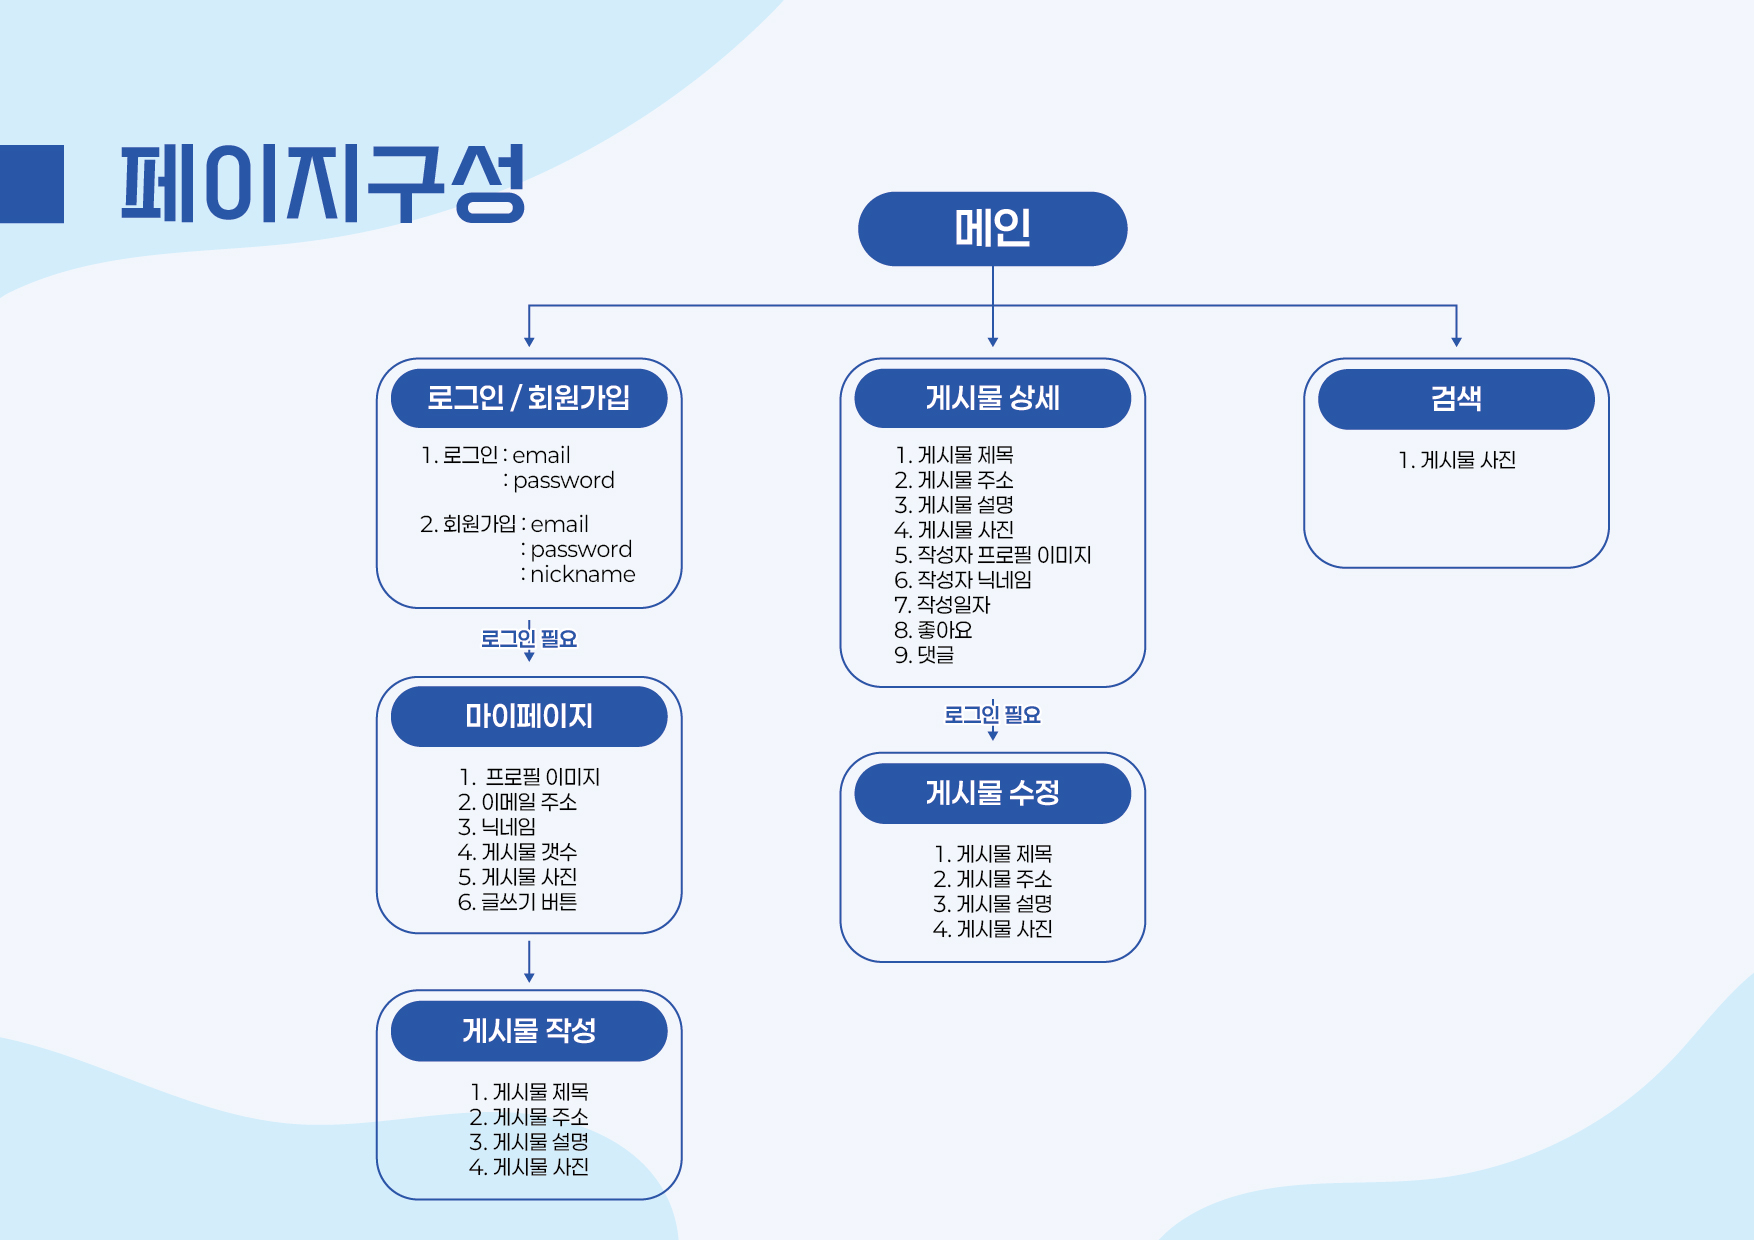 페이지구성
메인
로그인 / 회원가입
1. 로그인 : email
: password
2. 회원가입 : email
: password
: nickname
로그인 필요
마이페이지
1. 프로필 이미지
2. 이메일 주소
3. 닉네임
4. 게시물 갯수
5. 게시물 사진
6. 글쓰기 버튼
게시물 작성
1. 게시물 제목
2. 게시물 주소
3. 게시물 설명
4. 게시물 사진
게시물 상세
1. 게시물 제목
2. 게시물 주소
3. 게시물 설명
4. 게시물 사진
5. 작성자 프로필 이미지
6. 작성자 닉네임
7. 작성일자
8. 좋아요
9. 댓글
로그인 필요
게시물 수정
1. 게시물 제목
2. 게시물 주소
3. 게시물 설명
4. 게시물 사진
검색
1. 게시물 사진